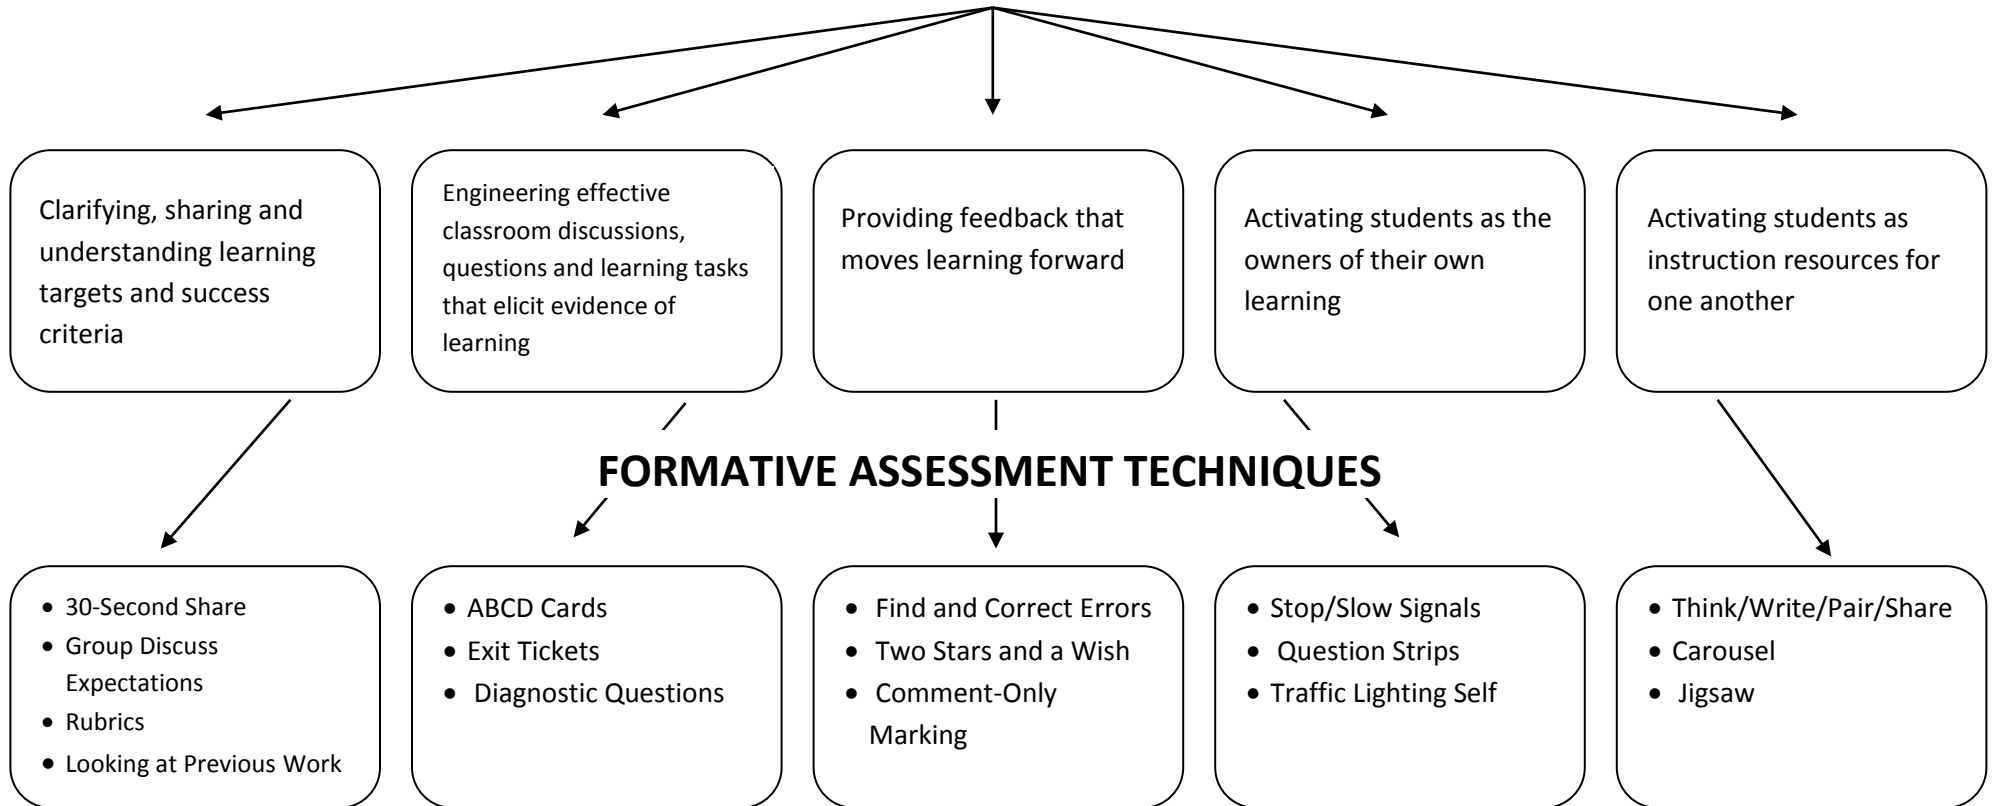 Clarifying, sharing and
understanding learning
targets and success
criteria
Engineering effective
classroom discussions,
questions and learning tasks
that elicit evidence of
learning
Providing feedback that
moves learning forward
Activating students as the
owners of their own
learning
Activating students as
instruction resources for
one another
FORMATIVE ASSESSMENT TECHNIQUES
• 30-Second Share
• Group Discuss
Expectations
• Rubrics
• Looking at Previous Work
• ABCD Cards
• Exit Tickets
• Diagnostic Questions
• Find and Correct Errors
• Two Stars and a Wish
• Comment-Only
Marking
• Stop/Slow Signals
• Question Strips
• Traffic Lighting Self
• Think/Write/Pair/Share
• Carousel
• Jigsaw